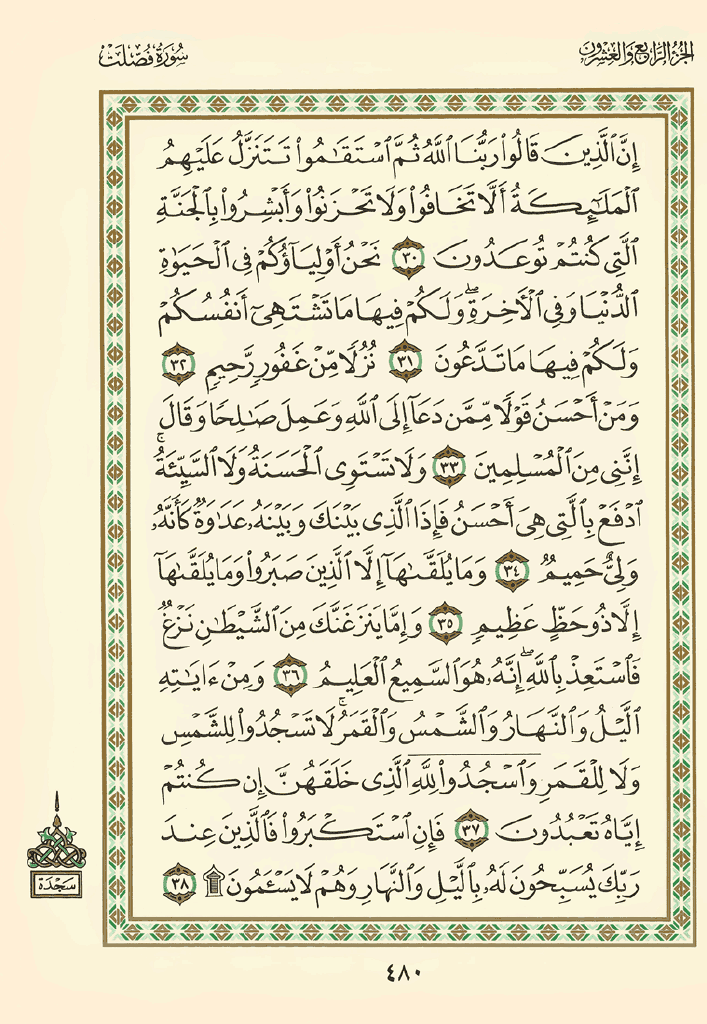 الجزء الرابع والعشرون
سورة فصلت
إِنَّ ٱلَّذِينَ قَالُوا۟ رَبُّنَا ٱللَّهُ ثُمَّ ٱسْتَقَـٰمُوا۟ تَتَنَزَّلُ عَلَيْهِمُ
ٱلْمَلَـٰٓئِكَةُ أَلَّا تَخَافُوا۟ وَلَا تَحْزَنُوا۟ وَأَبْشِرُوا۟ بِٱلْجَنَّةِ
ٱلَّتِى كُنتُمْ تُوعَدُونَ ٣٠ نَحْنُ أَوْلِيَآؤُكُمْ فِى ٱلْحَيَوٰةِ
ٱلدُّنْيَا وَفِى ٱلْـَٔاخِرَةِ ۖ وَلَكُمْ فِيهَا مَا تَشْتَهِىٓ أَنفُسُكُمْ
وَلَكُمْ فِيهَا مَا تَدَّعُونَ ٣١ نُزُلًا مِّنْ غَفُورٍ رَّحِيمٍ ٣٢
وَمَنْ أَحْسَنُ قَوْلًا مِّمَّن دَعَآ إِلَى ٱللَّهِ وَعَمِلَ صَـٰلِحًا وَقَالَ
إِنَّنِى مِنَ ٱلْمُسْلِمِينَ ٣٣ وَلَا تَسْتَوِى ٱلْحَسَنَةُ وَلَا ٱلسَّيِّئَةُ ۚ
ٱدْفَعْ بِٱلَّتِى هِىَ أَحْسَنُ فَإِذَا ٱلَّذِى بَيْنَكَ وَبَيْنَهُۥ عَدَٰوَةٌ كَأَنَّهُۥ
وَلِىٌّ حَمِيمٌ ٣٤ وَمَا يُلَقَّىٰهَآ إِلَّا ٱلَّذِينَ صَبَرُوا۟ وَمَا يُلَقَّىٰهَآ
إِلَّا ذُو حَظٍّ عَظِيمٍ ٣٥ وَإِمَّا يَنزَغَنَّكَ مِنَ ٱلشَّيْطَـٰنِ نَزْغٌ
فَٱسْتَعِذْ بِٱللَّهِ ۖ إِنَّهُۥ هُوَ ٱلسَّمِيعُ ٱلْعَلِيمُ ٣٦ وَمِنْ ءَايَـٰتِهِ
ٱلَّيْلُ وَٱلنَّهَارُ وَٱلشَّمْسُ وَٱلْقَمَرُ ۚ لَا تَسْجُدُوا۟ لِلشَّمْسِ
وَلَا لِلْقَمَرِ وَٱسْجُدُوا۟ لِلَّهِ ٱلَّذِى خَلَقَهُنَّ إِن كُنتُمْ
إِيَّاهُ تَعْبُدُونَ ٣٧ فَإِنِ ٱسْتَكْبَرُوا۟ فَٱلَّذِينَ عِندَ
رَبِّكَ يُسَبِّحُونَ لَهُۥ بِٱلَّيْلِ وَٱلنَّهَارِ وَهُمْ لَا يَسْـَٔمُونَ ۩ ٣٨
سجدة
٤٨٠